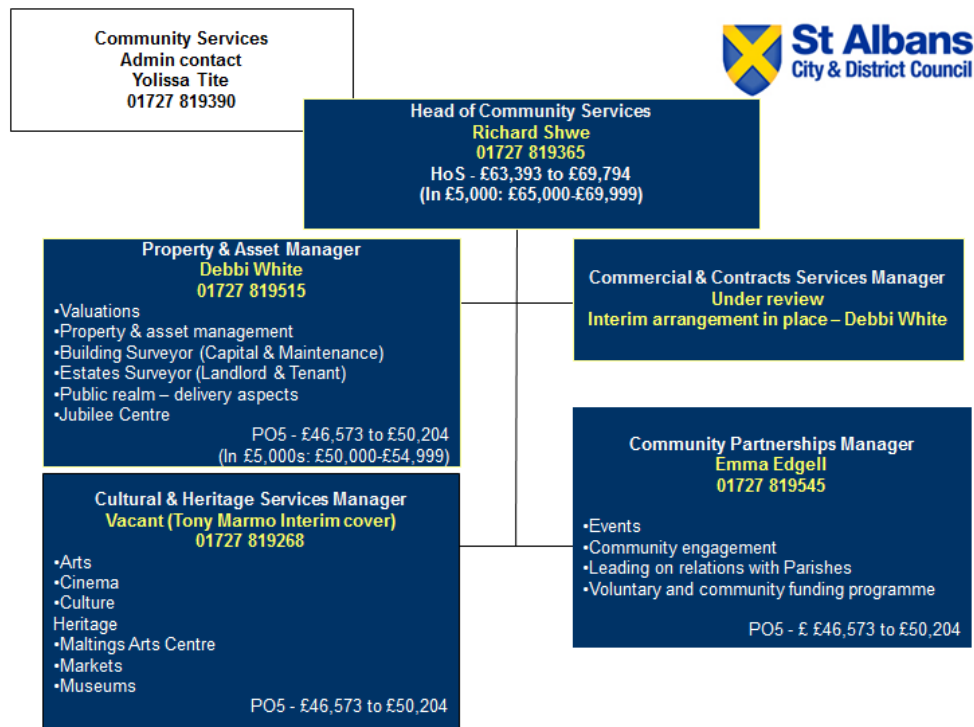 Community Services
Admin contact
Yolissa Tite
01727 819390
St Albans
City & District Council
Head of Community Services
Richard Shwe
01727 819365
HoS - £63,393 to £69,794
(In £5,000: £65,000-£69,999)
Property & Asset Manager
Debbi White
01727 819515
•Valuations
•Property & asset management
•Building Surveyor (Capital & Maintenance)
•Estates Surveyor (Landlord & Tenant)
•Public realm – delivery aspects
•Jubilee Centre
PO5 - £46,573 to £50,204
(In £5,000s: £50,000-£54,999)
Commercial & Contracts Services Manager
Under review
Interim arrangement in place – Debbi White
Cultural & Heritage Services Manager
Vacant (Tony Marmo Interim cover)
01727 819268
•Arts
•Cinema
•Culture
Heritage
•Maltings Arts Centre
•Markets
•Museums
PO5 - £46,573 to £50,204
Community Partnerships Manager
Emma Edgell
01727 819545
•Events
•Community engagement
•Leading on relations with Parishes
•Voluntary and community funding programme
PO5 - £ £46,573 to £50,204